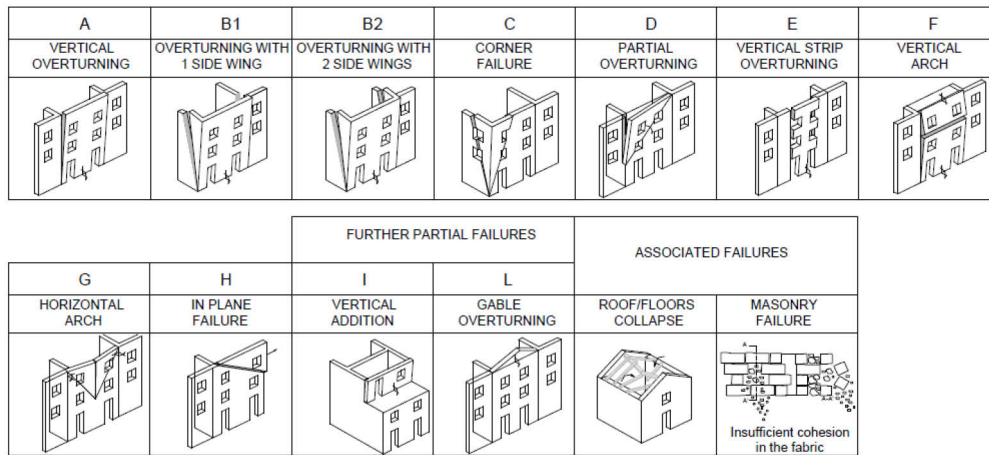 A B1 B2 C D E F
VERTICAL OVERTURNING WITH OVERTURNING WITH CORNER PARTIAL VERTICAL STRIP VERTICAL
OVERTURNING 1 SIDE WING 2 SIDE WINGS FAILURE OVERTURNING OVERTURNING ARCH
FURTHER PARTIAL FAILURES
ASSOCIATED FAILURES
G H I L
HORIZONTAL IN PLANE VERTICAL GABLE ROOF/FLOORS MASONRY
ARCH FAILURE ADDITION OVERTURNING COLLAPSE FAILURE
A
A
A-A
Insufficient cohesion
in the fabric